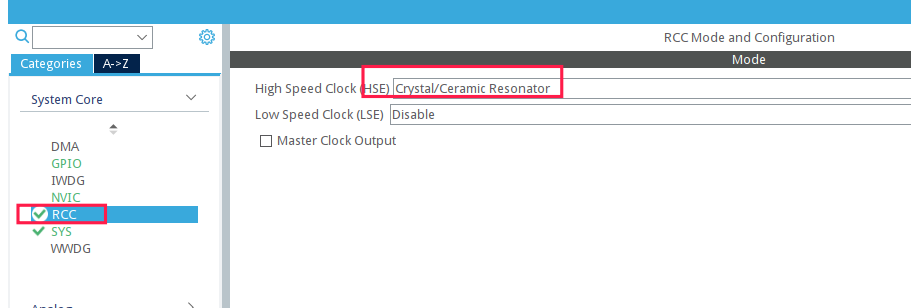 RCC Mode and Configuration
Categories A->Z
Mode
System Core
High Speed Clock (HSE) Crystal/Ceramic Resonator
Low Speed Clock (LSE) Disable
Master Clock Output
DMA
GPIO
IWDG
NVIC
RCC
SYS
WWDG
Analog